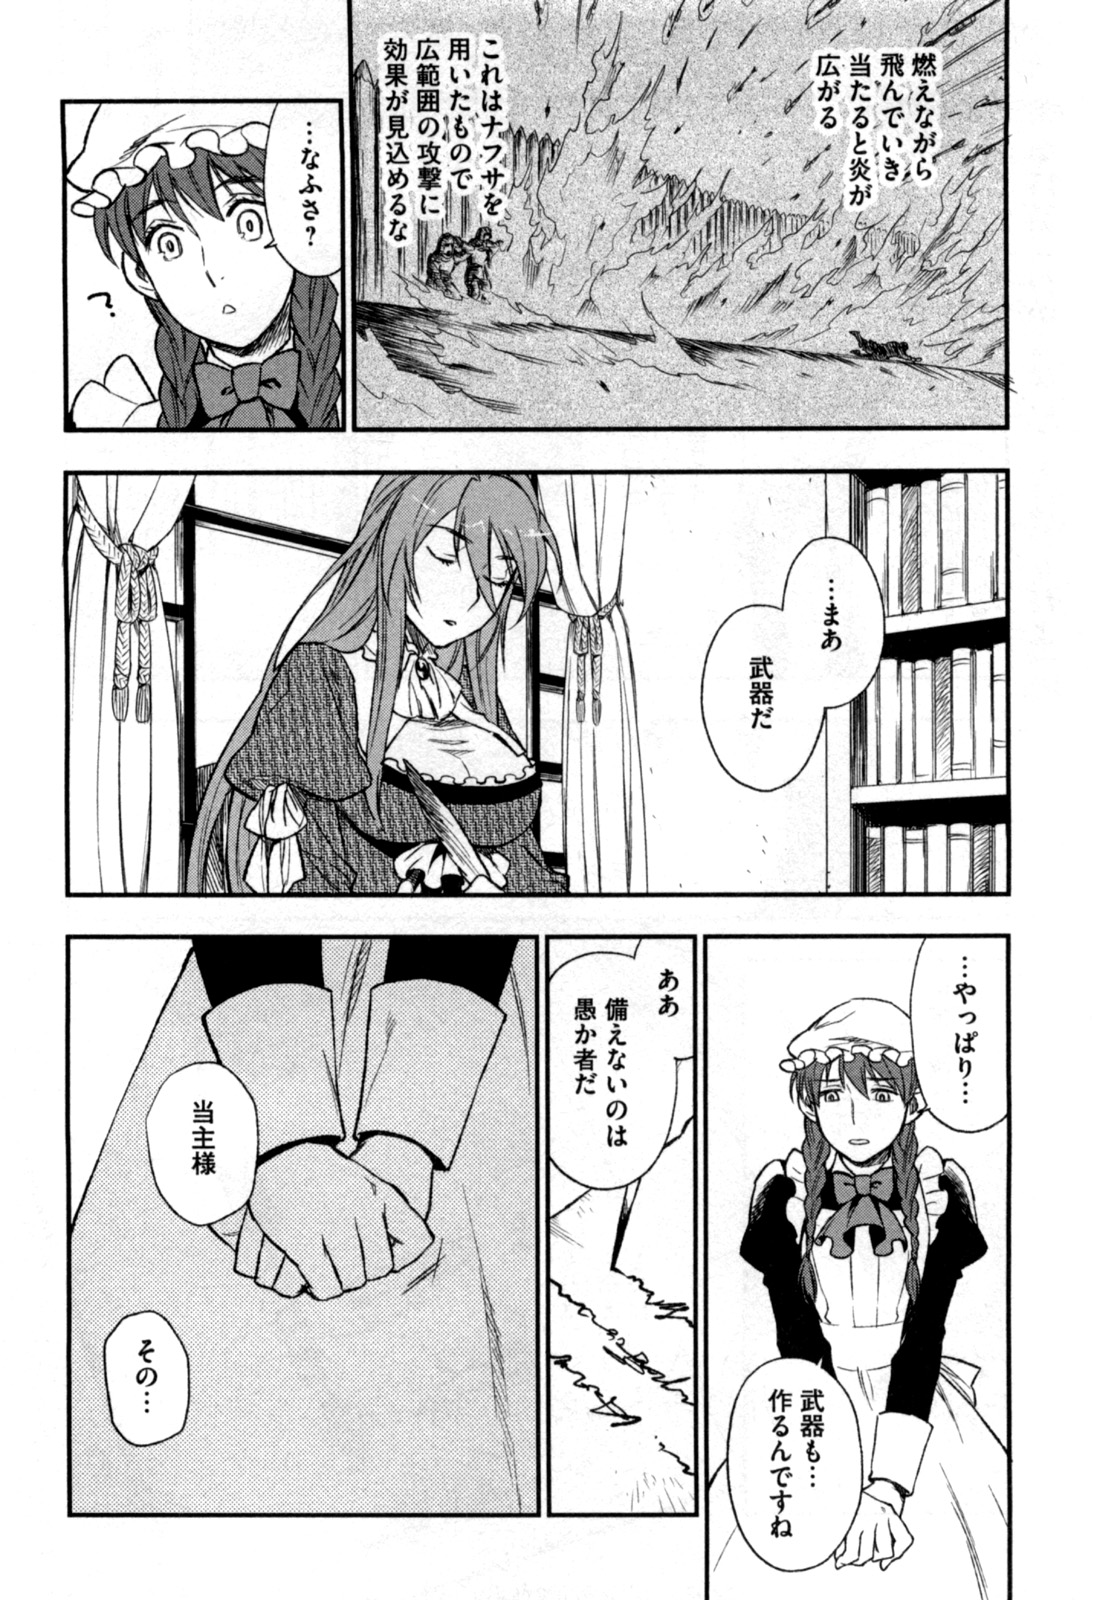 燃えながら
飛んでいき
当たると炎が
広がる
これはナフサを
用いたもので
広範囲の攻撃に
効果が見込めるな
…なふさ？
？
…まあ
武器だ
…やっぱり…
武器も…
作るんですね
ああ
備えないのは
愚か者だ
当主様
その…